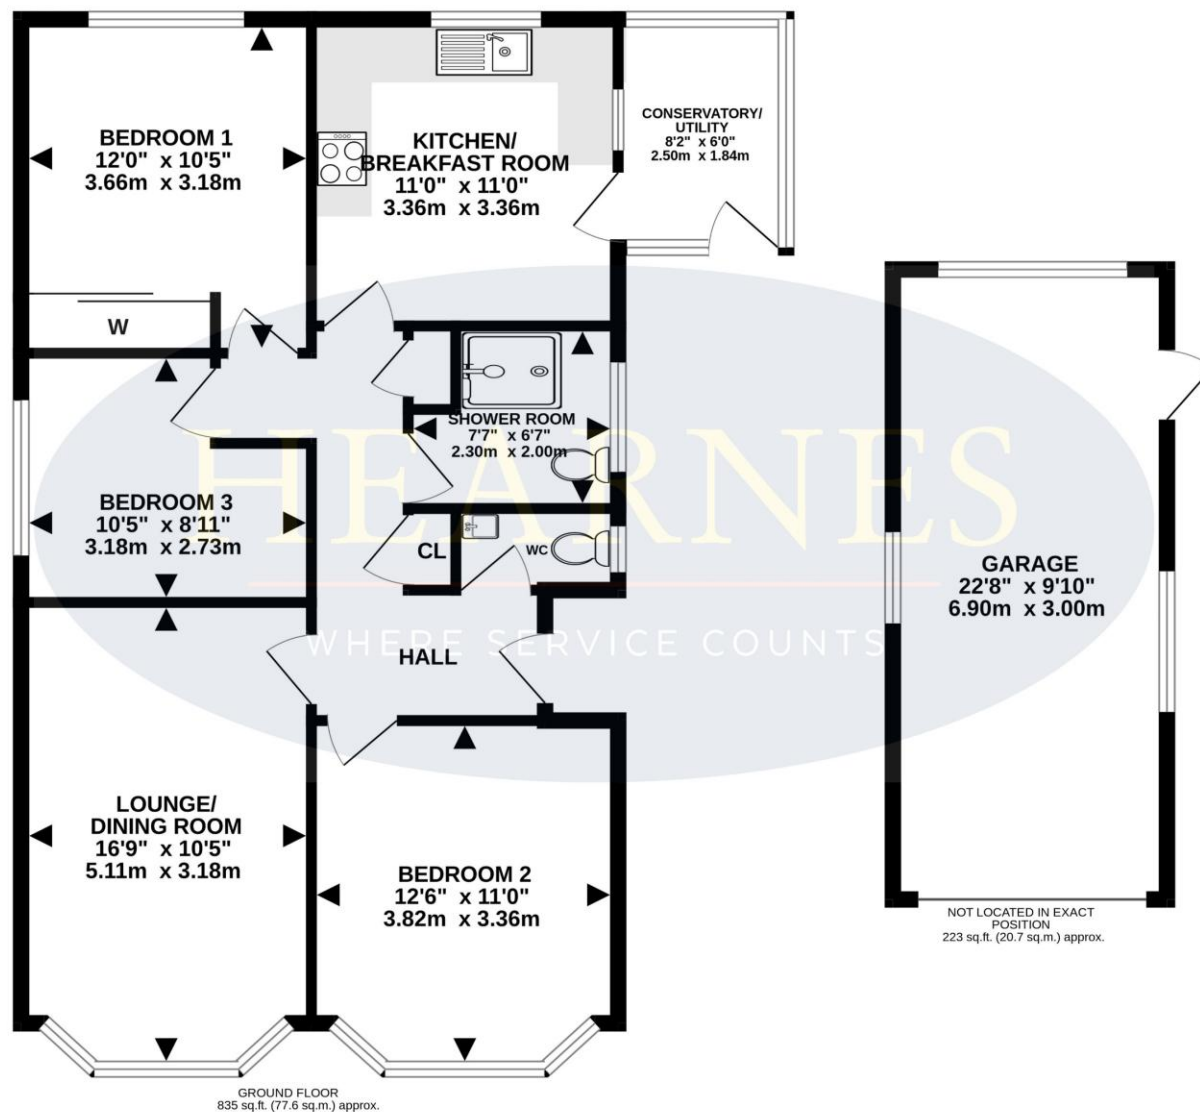 BEDROOM 1
12'0" x 10'5"
3.66m x 3.18m
KITCHEN/
BREAKFAST ROOM
11'0" x 11'0"
3.36m x 3.36m
CONSERVATORY/
UTILITY
8'2" x 6'0"
2.50m x 1.84m
W
SHOWER ROOM
7'7" x 6'7"
2.30m x 2.00m
HEARNES
BEDROOM 3
10'5" x 8'11"
3.18m x 2.73m
CL
WC
GARAGE
22'8" x 9'10"
6.90m x 3.00m
WHERE SERVICE COUNTS
HALL
LOUNGE/
DINING ROOM
16'9" x 10'5"
5.11m x 3.18m
BEDROOM 2
12'6" x 11'0"
3.82m x 3.36m
NOT LOCATED IN EXACT
POSITION
223 sq.ft. (20.7 sq.m.) approx.
GROUND FLOOR
835 sq.ft. (77.6 sq.m.) approx.